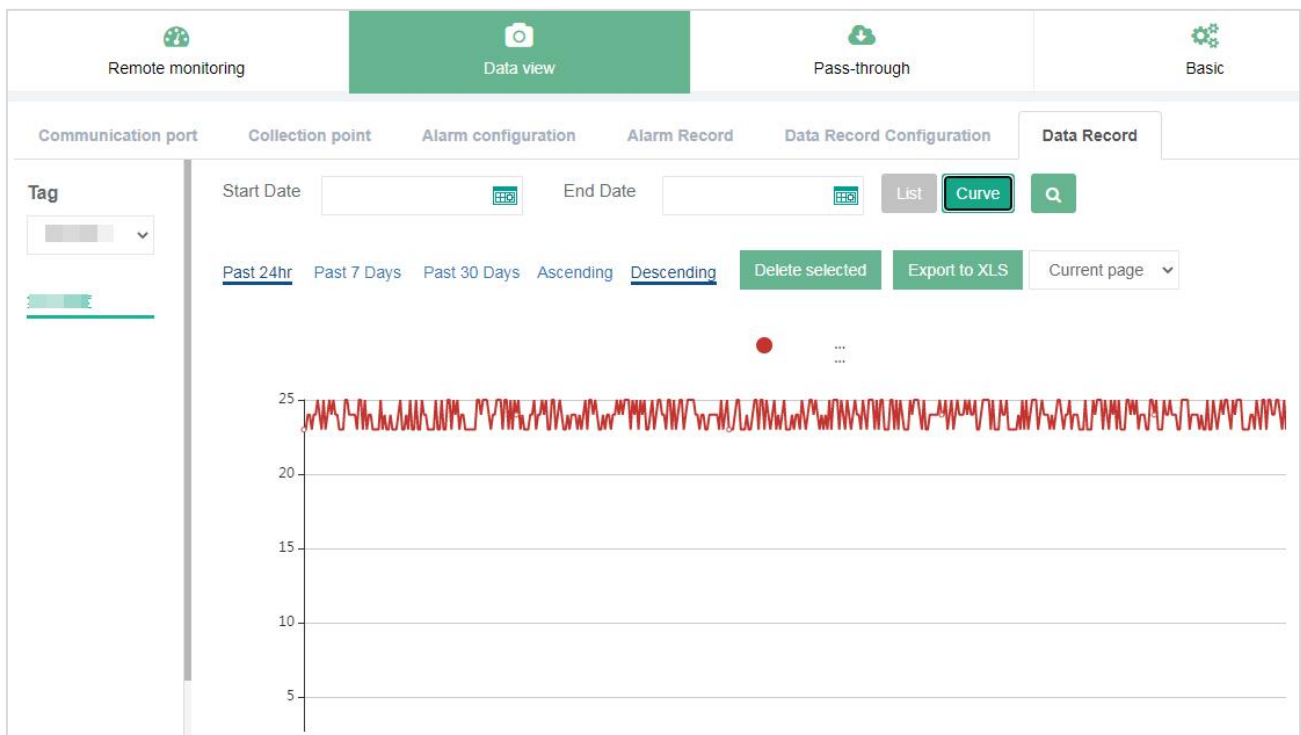 Remote monitoring Data view Pass-through Basic
Communication port Collection point Alarm configuration Alarm Record Data Record Configuration Data Record
Tag Start Date End Date List Curve
Past 24hr Past 7 Days Past 30 Days Ascending Descending Delete selected Export to XLS Current page
...
...
25
20
15
10
5